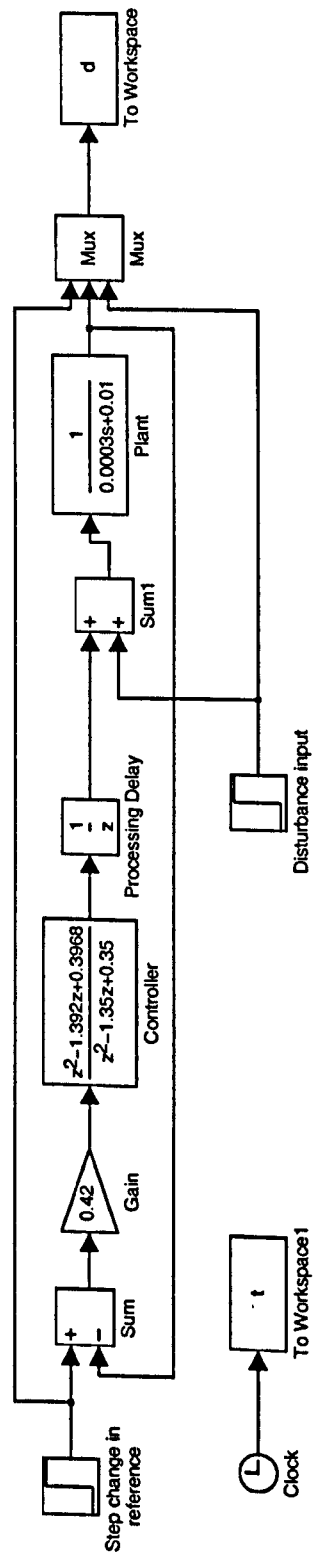 Step change in
reference
+
−
Sum
0.42
Gain
z²-1.392z+0.3968
z²-1.35z+0.35
Controller
1
z
Processing Delay
+
+
Sum1
1
0.0003s+0.01
Plant
Mux
Mux
d
To Workspace
Clock
t
To Workspace1
Disturbance input